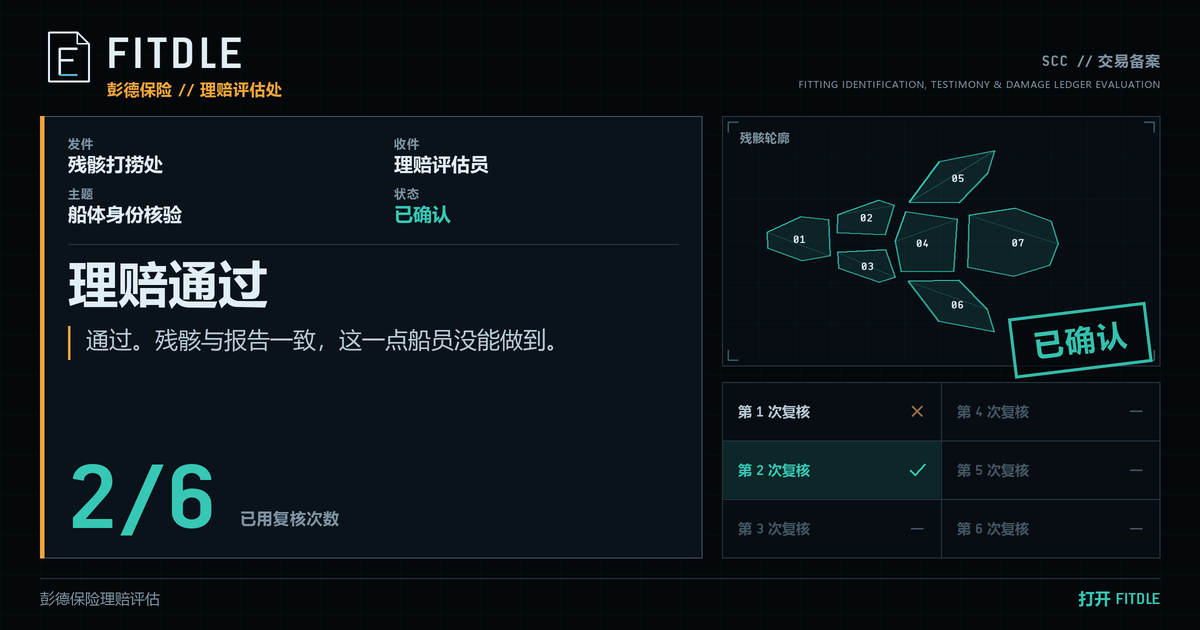 FITDLE
彭德保险 // 理赔评估处
SCC // 交易备案
FITTING IDENTIFICATION, TESTIMONY & DAMAGE LEDGER EVALUATION
发件
残骸打捞处
收件
理赔评估员
主题
船体身份核验
状态
已确认
理赔通过
通过。残骸与报告一致，这一点船员没能做到。
2/6
已用复核次数
残骸轮廓
01
02
03
04
05
06
07
已确认
第 1 次复核
第 4 次复核
第 2 次复核
第 5 次复核
第 3 次复核
第 6 次复核
彭德保险理赔评估
打开 FITDLE